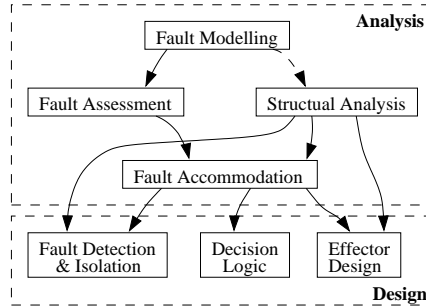 Analysis
Fault Modelling
Fault Assessment
Structual Analysis
Fault Accommodation
Fault Detection
& Isolation
Decision
Logic
Effector
Design
Design